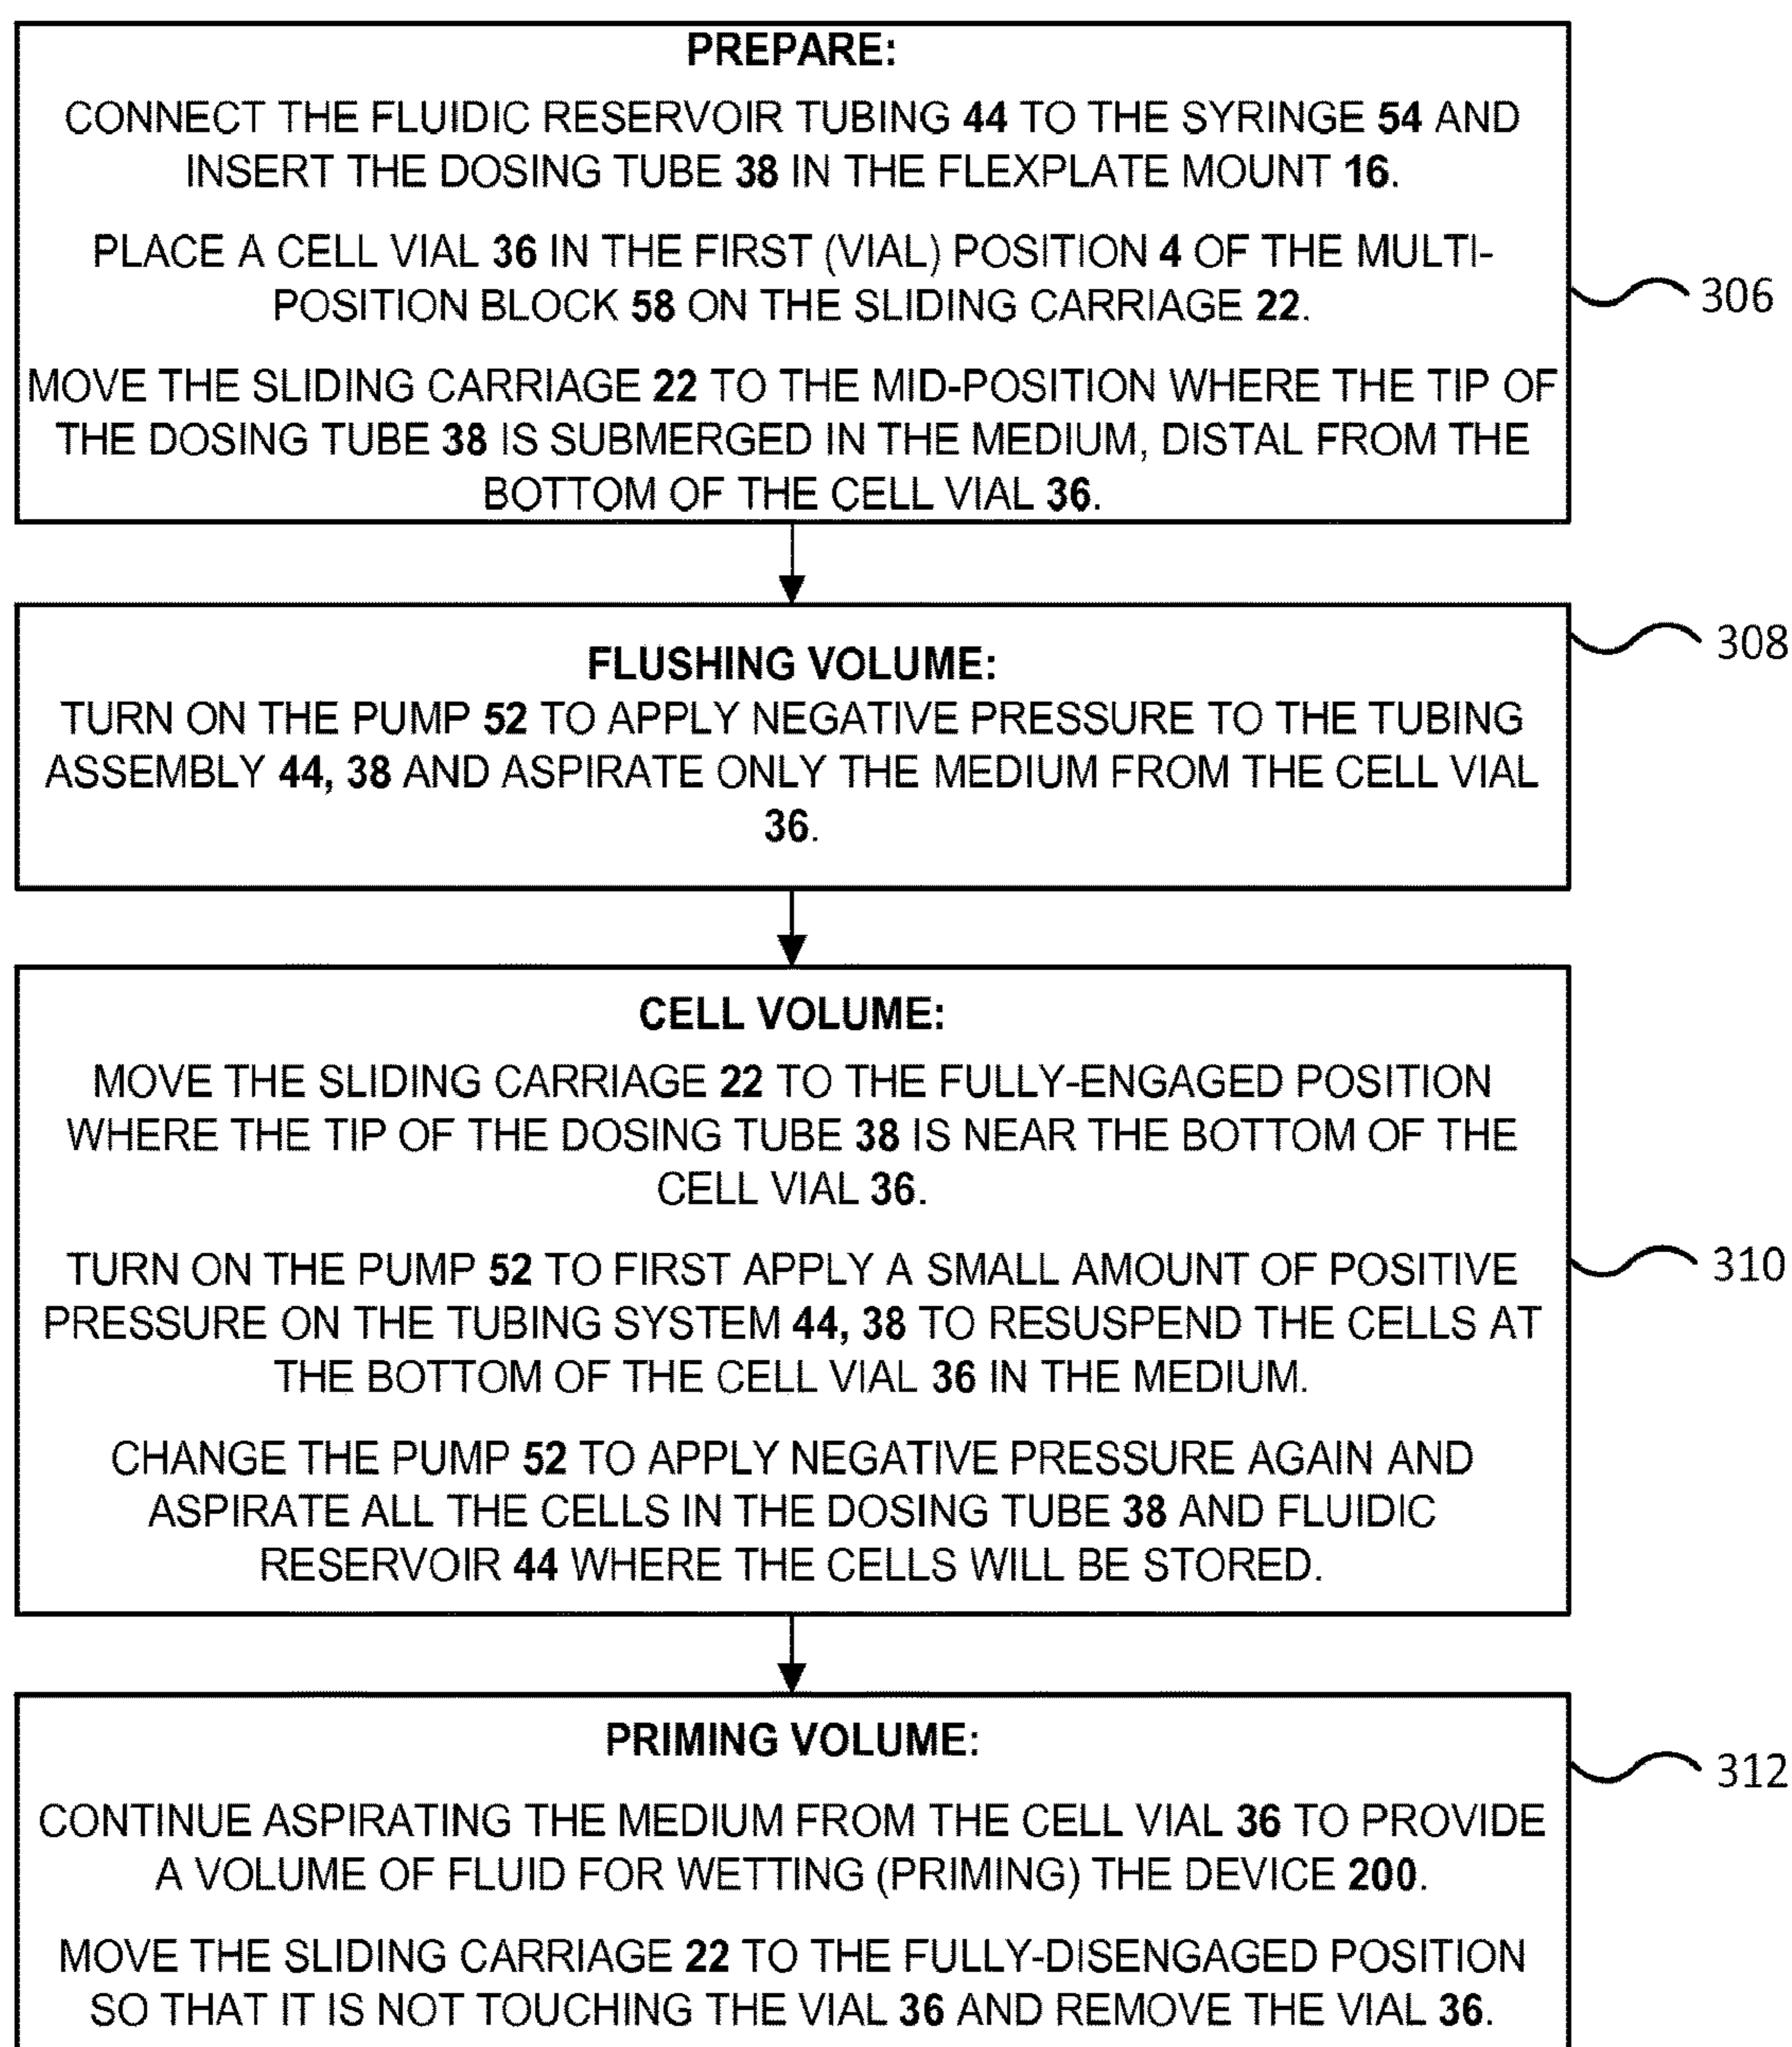 PREPARE:
CONNECT THE FLUIDIC RESERVOIR TUBING 44 TO THE SYRINGE 54 AND
INSERT THE DOSING TUBE 38 IN THE FLEXPLATE MOUNT 16.
PLACE A CELL VIAL 36 IN THE FIRST (VIAL) POSITION 4 OF THE MULTI-
POSITION BLOCK 58 ON THE SLIDING CARRIAGE 22.
306
MOVE THE SLIDING CARRIAGE 22 TO THE MID-POSITION WHERE THE TIP OF
THE DOSING TUBE 38 IS SUBMERGED IN THE MEDIUM, DISTAL FROM THE
BOTTOM OF THE CELL VIAL 36.
308
FLUSHING VOLUME:
TURN ON THE PUMP 52 TO APPLY NEGATIVE PRESSURE TO THE TUBING
ASSEMBLY 44, 38 AND ASPIRATE ONLY THE MEDIUM FROM THE CELL VIAL
36.
CELL VOLUME:
MOVE THE SLIDING CARRIAGE 22 TO THE FULLY-ENGAGED POSITION
WHERE THE TIP OF THE DOSING TUBE 38 IS NEAR THE BOTTOM OF THE
CELL VIAL 36.
TURN ON THE PUMP 52 TO FIRST APPLY A SMALL AMOUNT OF POSITIVE
310
PRESSURE ON THE TUBING SYSTEM 44, 38 TO RESUSPEND THE CELLS AT
THE BOTTOM OF THE CELL VIAL 36 IN THE MEDIUM.
CHANGE THE PUMP 52 TO APPLY NEGATIVE PRESSURE AGAIN AND
ASPIRATE ALL THE CELLS IN THE DOSING TUBE 38 AND FLUIDIC
RESERVOIR 44 WHERE THE CELLS WILL BE STORED.
PRIMING VOLUME:
312
CONTINUE ASPIRATING THE MEDIUM FROM THE CELL VIAL 36 TO PROVIDE
A VOLUME OF FLUID FOR WETTING (PRIMING) THE DEVICE 200.
MOVE THE SLIDING CARRIAGE 22 TO THE FULLY-DISENGAGED POSITION
SO THAT IT IS NOT TOUCHING THE VIAL 36 AND REMOVE THE VIAL 36.